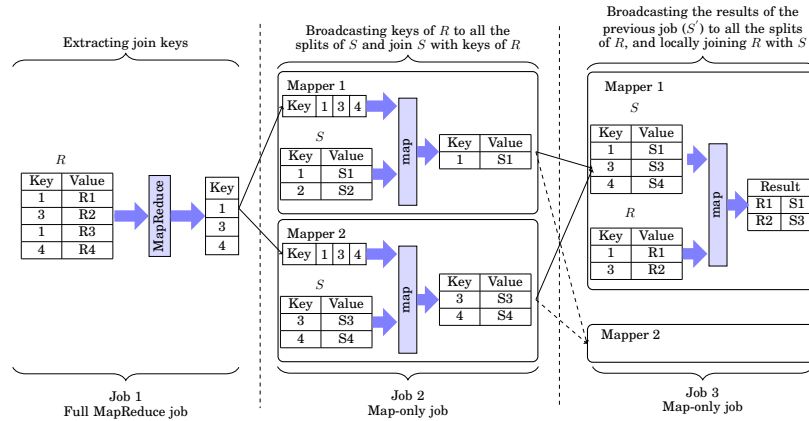 Extracting join keys
R
Key Value
1 R1
3 R2
1 R3
4 R4
MapReduce
Key
1
3
4
Job 1
Full MapReduce job
Broadcasting keys of R to all the
splits of S and join S with keys of R
Mapper 1
Key 1 3 4
S
Key Value
1 S1
2 S2
map
Key Value
1 S1
Mapper 2
Key 1 3 4
S
Key Value
3 S3
4 S4
map
Key Value
3 S3
4 S4
Job 2
Map-only job
Broadcasting the results of the
previous job (S′) to all the splits
of R, and locally joining R with S
Mapper 1
S
Key Value
1 S1
3 S3
4 S4
R
Key Value
1 R1
3 R2
map
Result
R1 S1
R2 S3
Mapper 2
Job 3
Map-only job